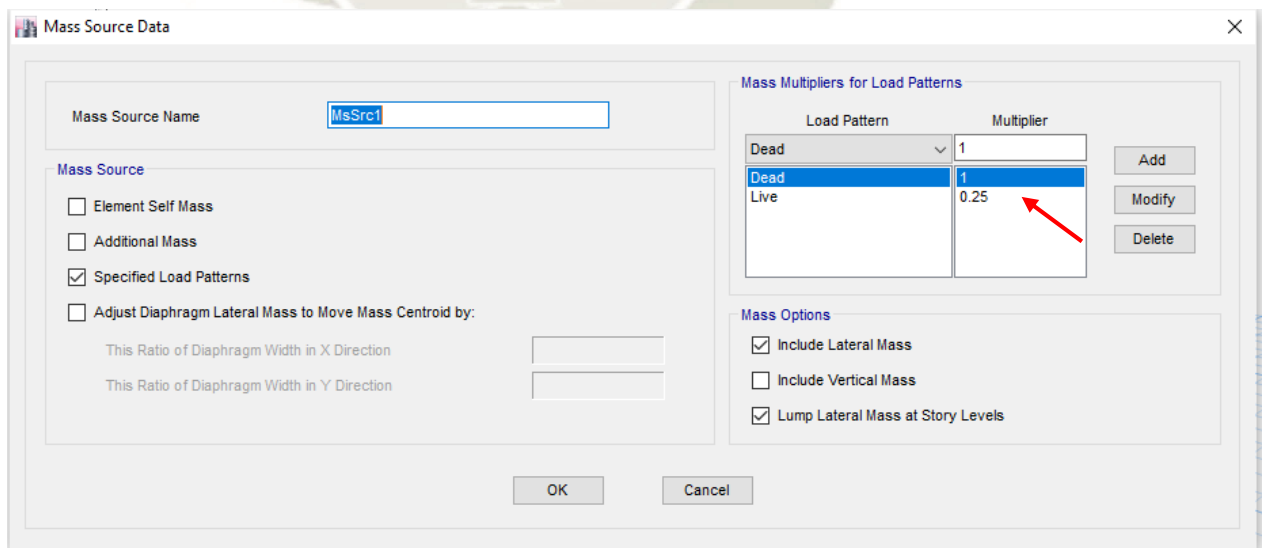 Mass Source Data
Mass Source Name
MsSrc1
Mass Source
Element Self Mass
Additional Mass
Specified Load Patterns
Adjust Diaphragm Lateral Mass to Move Mass Centroid by:
This Ratio of Diaphragm Width in X Direction
This Ratio of Diaphragm Width in Y Direction
Mass Multipliers for Load Patterns
Load Pattern Multiplier
Dead 1
Dead 1
Live 0.25
Add
Modify
Delete
Mass Options
Include Lateral Mass
Include Vertical Mass
Lump Lateral Mass at Story Levels
OK Cancel